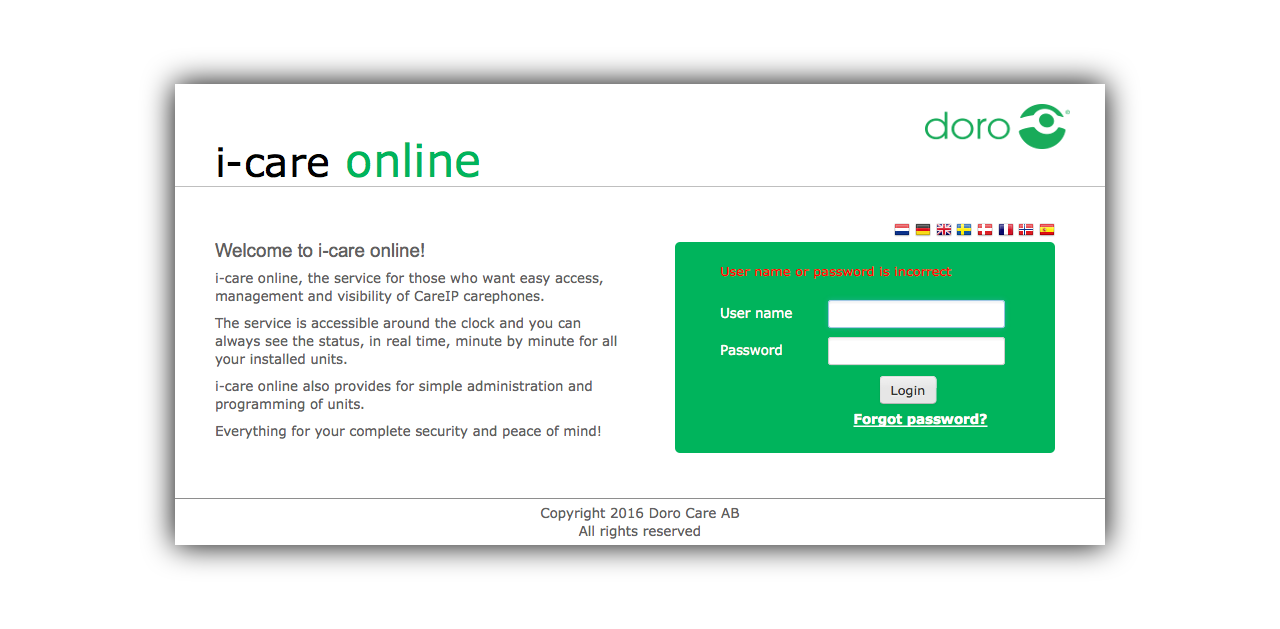 doro
i-care online
Welcome to i-care online!
i-care online, the service for those who want easy access,
management and visibility of CareIP carephones.
The service is accessible around the clock and you can
always see the status, in real time, minute by minute for all
your installed units.
i-care online also provides for simple administration and
programming of units.
Everything for your complete security and peace of mind!
User name or password is incorrect
User name
Password
Login
Forgot password?
Copyright 2016 Doro Care AB
All rights reserved